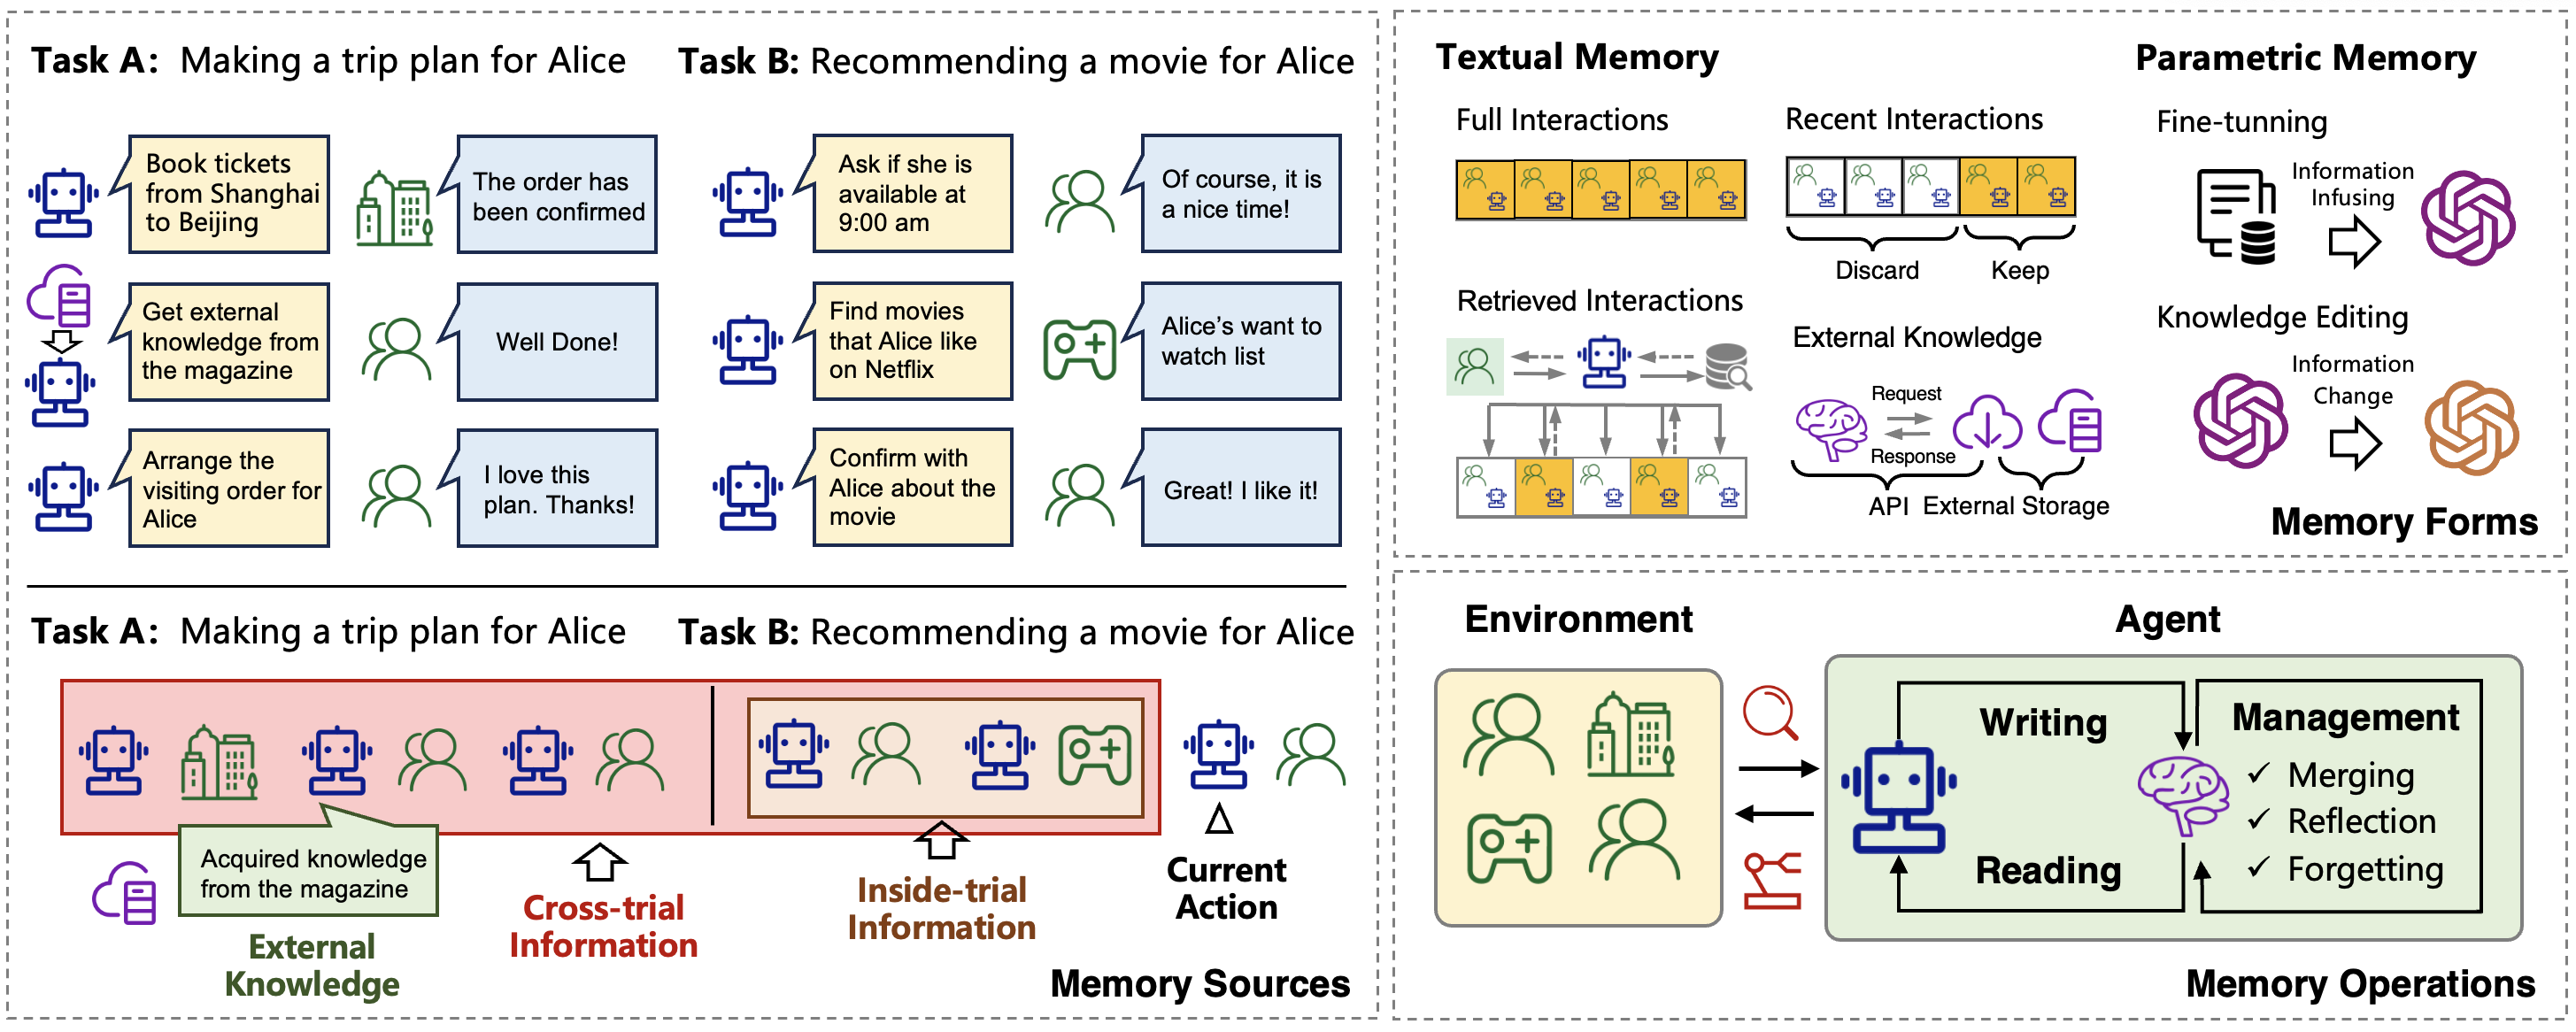 Task A: Making a trip plan for Alice
Task B: Recommending a movie for Alice
Book tickets
from Shanghai
to Beijing
The order has
been confirmed
Ask if she is
available at
9:00 am
Of course, it is
a nice time!
Get external
knowledge from
the magazine
Well Done!
Find movies
that Alice like
on Netflix
Alice's want to
watch list
Arrange the
visiting order for
Alice
I love this
plan. Thanks!
Confirm with
Alice about the
movie
Great! I like it!
Task A: Making a trip plan for Alice
Task B: Recommending a movie for Alice
Acquired knowledge
from the magazine
External
Knowledge
Cross-trial
Information
Inside-trial
Information
Current
Action
Memory Sources
Textual Memory
Full Interactions
Recent Interactions
Discard
Keep
Retrieved Interactions
External Knowledge
Request
Response
API
External Storage
Parametric Memory
Fine-tunning
Information
Infusing
Knowledge Editing
Information
Change
Memory Forms
Environment
Agent
Writing
Reading
Management
✓ Merging
✓ Reflection
✓ Forgetting
Memory Operations